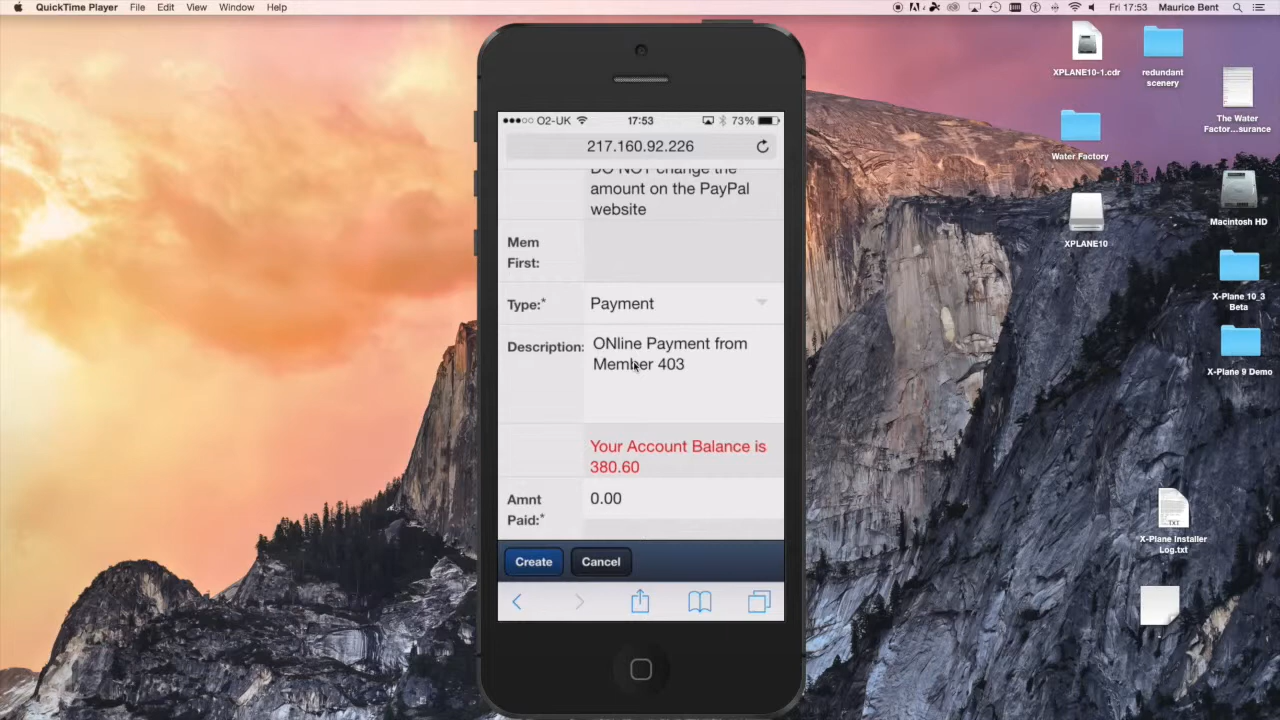 QuickTime Player File Edit View Window Help Fri 17:53 Maurice Bent
O2-UK 17:53 73%
217.160.92.226
DO NOT change the
amount on the PayPal
website
Mem
First:
Type:* Payment
Description: ONline Payment from
Member 403
Your Account Balance is
380.60
Amnt
Paid:*
0.00
Create Cancel
XPLANE10-1.cdr
redundant
scenery
The Water
Factor...surance
Water Factory
Macintosh HD
XPLANE10
X-Plane 10_3
Beta
X-Plane 9 Demo
TXT
X-Plane Installer
Log.txt